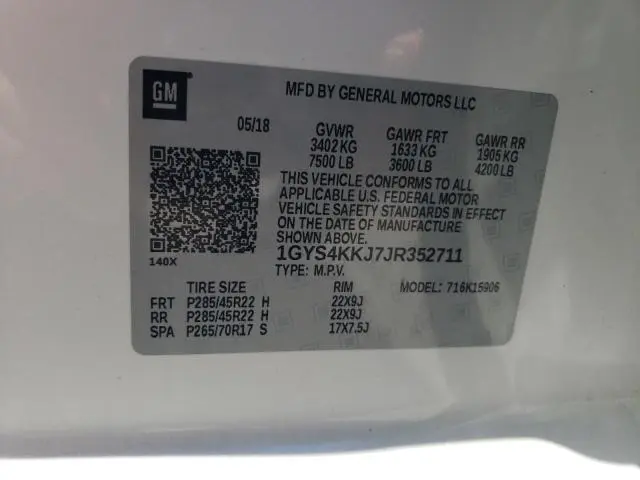 GM
MFD BY GENERAL MOTORS LLC
05/18 GVWR GAWR FRT GAWR RR
3402 KG 1633 KG 1905 KG
7500 LB 3600 LB 4200 LB
THIS VEHICLE CONFORMS TO ALL
APPLICABLE U.S. FEDERAL MOTOR
VEHICLE SAFETY STANDARDS IN EFFECT
ON THE DATE OF MANUFACTURE
SHOWN ABOVE.
140X
1GYS4KKJ7JR352711
TYPE: M.P.V.
TIRE SIZE RIM MODEL: 716K15906
FRT P285/45R22 H 22X9J
RR P285/45R22 H 22X9J
SPA P265/70R17 S 17X7.5J